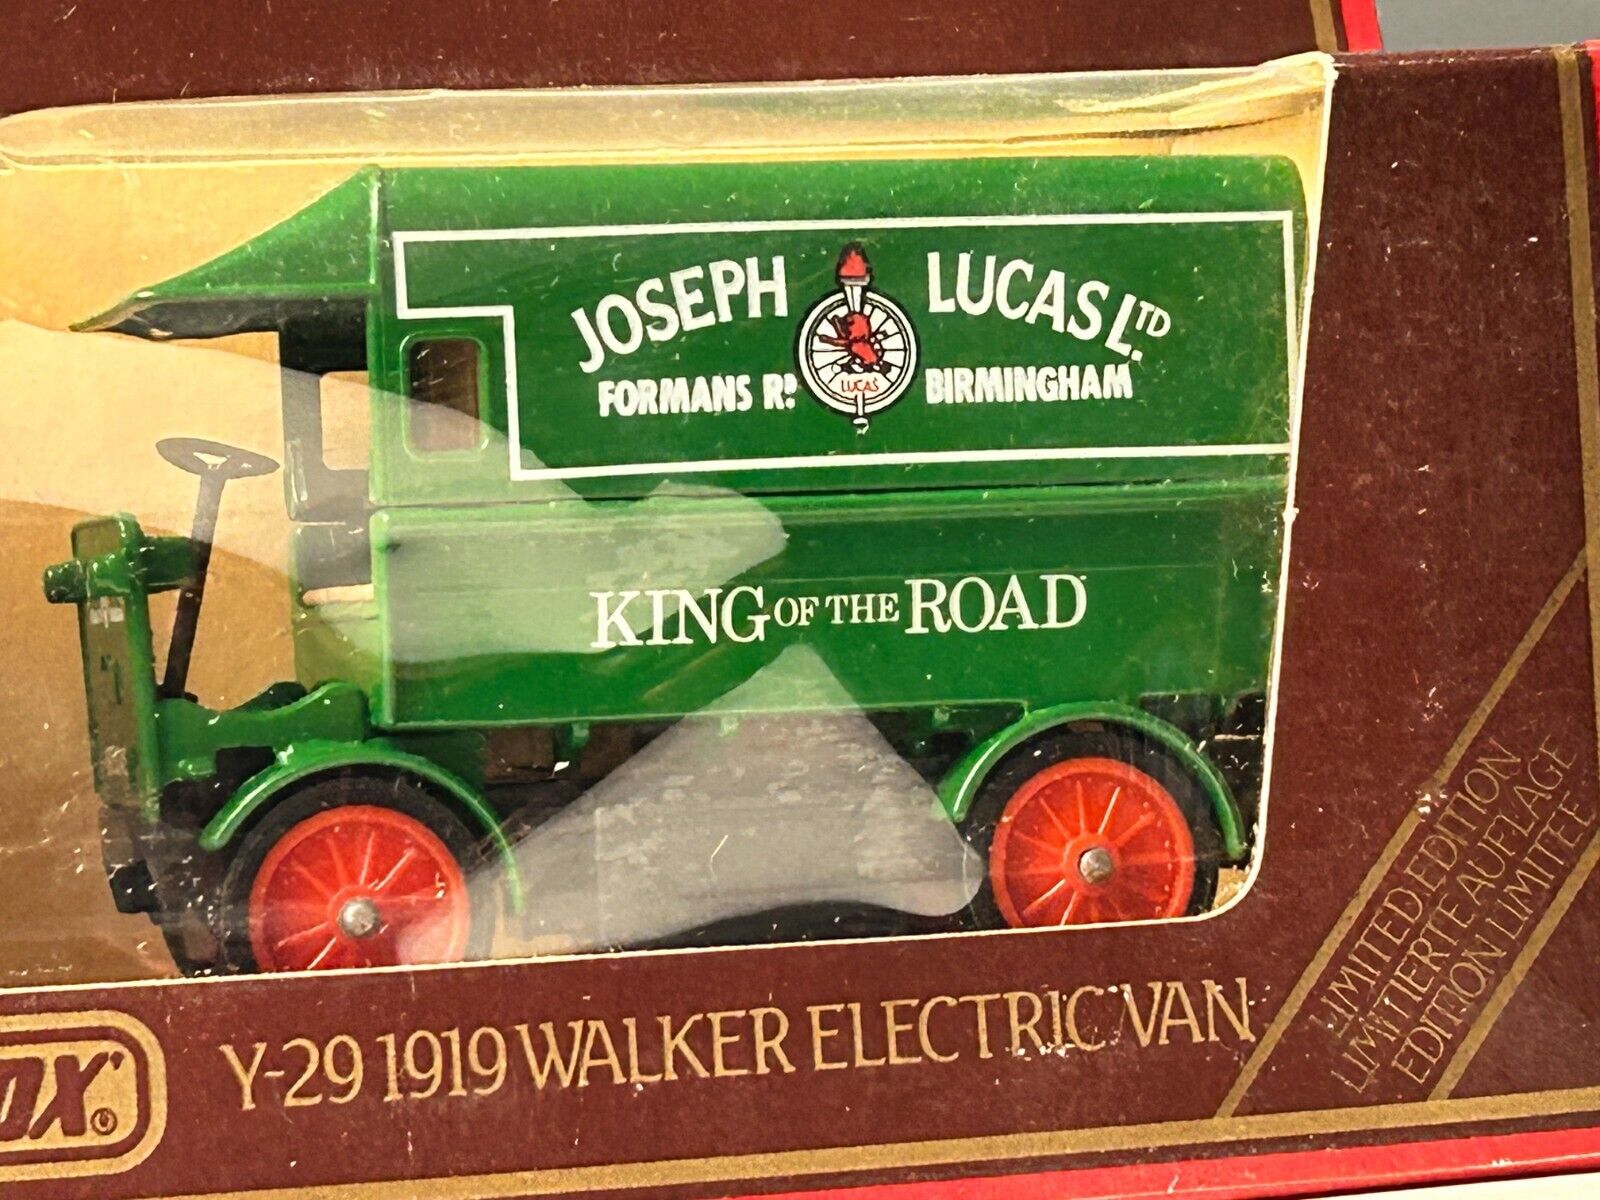 JOSEPH LUCAS LTD.
FORMANS RD. BIRMINGHAM
LUCAS
KING OF THE ROAD
Y-29 1919 WALKER ELECTRIC VAN
LIMITED EDITION
LIMITIERTE AUFLAGE
EDITION LIMITEE